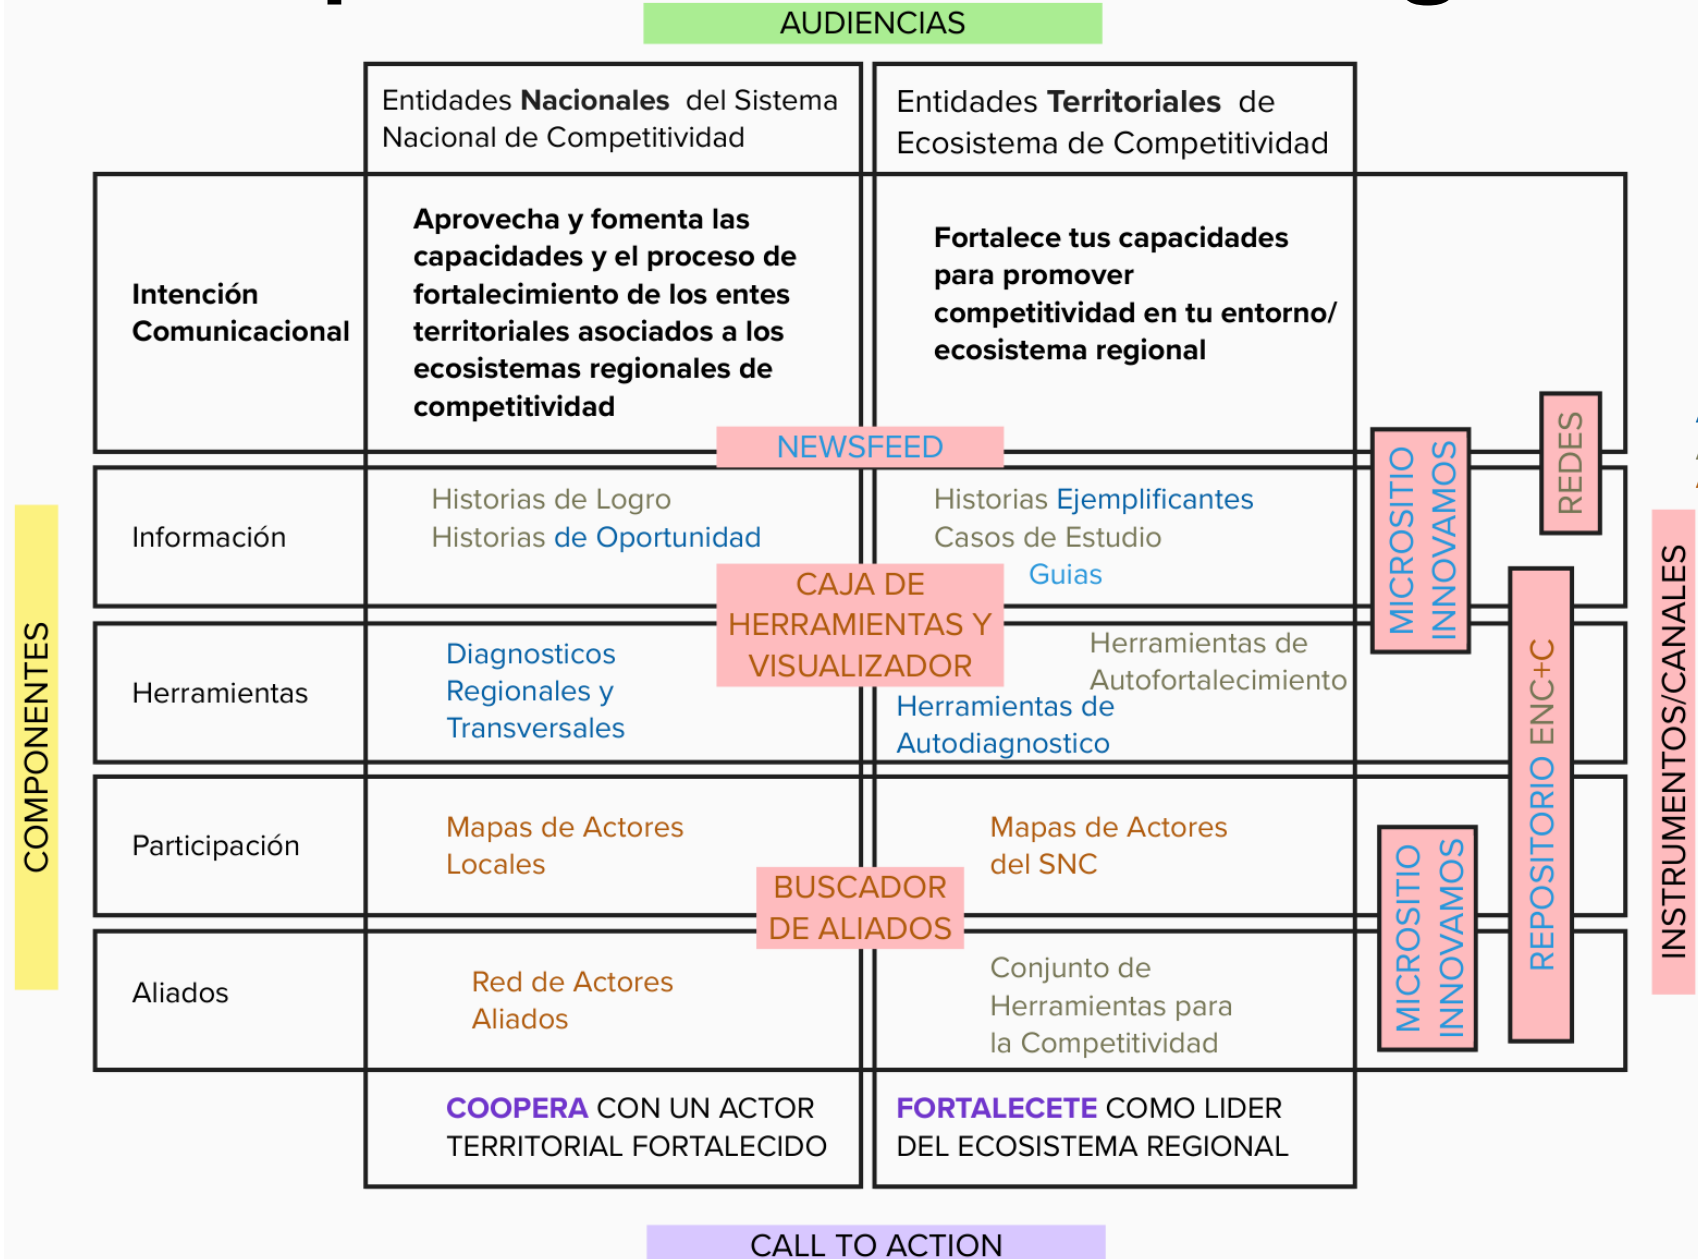 AUDIENCIAS
Entidades Nacionales del Sistema
Nacional de Competitividad
Entidades Territoriales de
Ecosistema de Competitividad
Intención
Comunicacional
Aprovecha y fomenta las
capacidades y el proceso de
fortalecimiento de los entes
territoriales asociados a los
ecosistemas regionales de
competitividad
Fortalece tus capacidades
para promover
competitividad en tu entorno/
ecosistema regional
NEWSFEED
Información
Historias de Logro
Historias de Oportunidad
Historias Ejemplificantes
Casos de Estudio
Guias
CAJA DE
HERRAMIENTAS Y
VISUALIZADOR
Herramientas
Diagnosticos
Regionales y
Transversales
Herramientas de
Autofortalecimiento
Herramientas de
Autodiagnostico
Participación
Mapas de Actores
Locales
Mapas de Actores
del SNC
BUSCADOR
DE ALIADOS
Aliados
Red de Actores
Aliados
Conjunto de
Herramientas para
la Competitividad
COOPERA CON UN ACTOR
TERRITORIAL FORTALECIDO
FORTALECETE COMO LIDER
DEL ECOSISTEMA REGIONAL
CALL TO ACTION
COMPONENTES
MICROSITIO
INNOVAMOS
REDES
REPOSITORIO ENC+C
MICROSITIO
INNOVAMOS
INSTRUMENTOS/CANALES